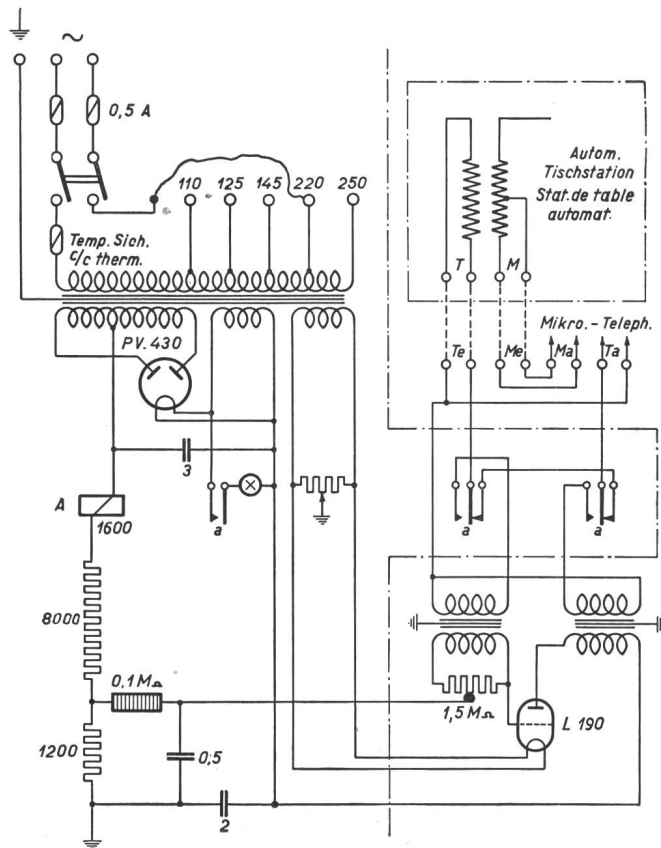 ~
0,5 A
110 125 145 220 250
Temp. Sich.
c/c therm.
PV. 430
3
A
1600
a
8000
0,1 MΩ
1200
0,5
2
Autom.
Tischstation
Stat. de table
automat.
T M
Mikro. - Teleph.
Te Me Ma Ta
a a
1,5 MΩ
L 190